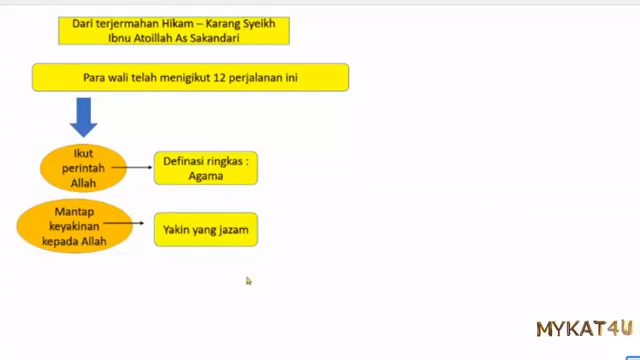 Dari terjermahan Hikam – Karang Syeikh
Ibnu Atoillah As Sakandari
Para wali telah menigikut 12 perjalanan ini
Ikut
perintah
Allah
Definasi ringkas :
Agama
Mantap
keyakinan
kepada Allah
Yakin yang jazam
MYKAT4U